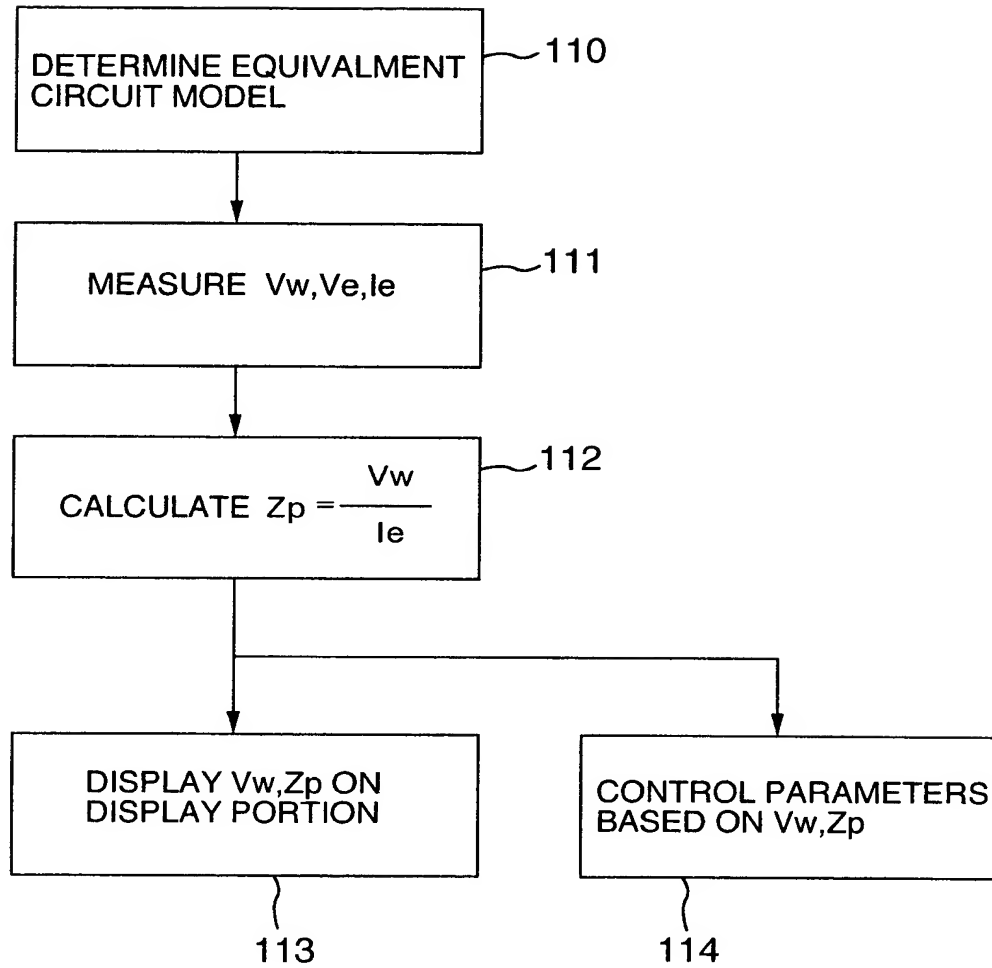 DETERMINE EQUIVALMENT
CIRCUIT MODEL
110
MEASURE Vw,Ve,Ie
111
CALCULATE Zp = Vw
Ie
112
DISPLAY Vw,Zp ON
DISPLAY PORTION
113
CONTROL PARAMETERS
BASED ON Vw,Zp
114